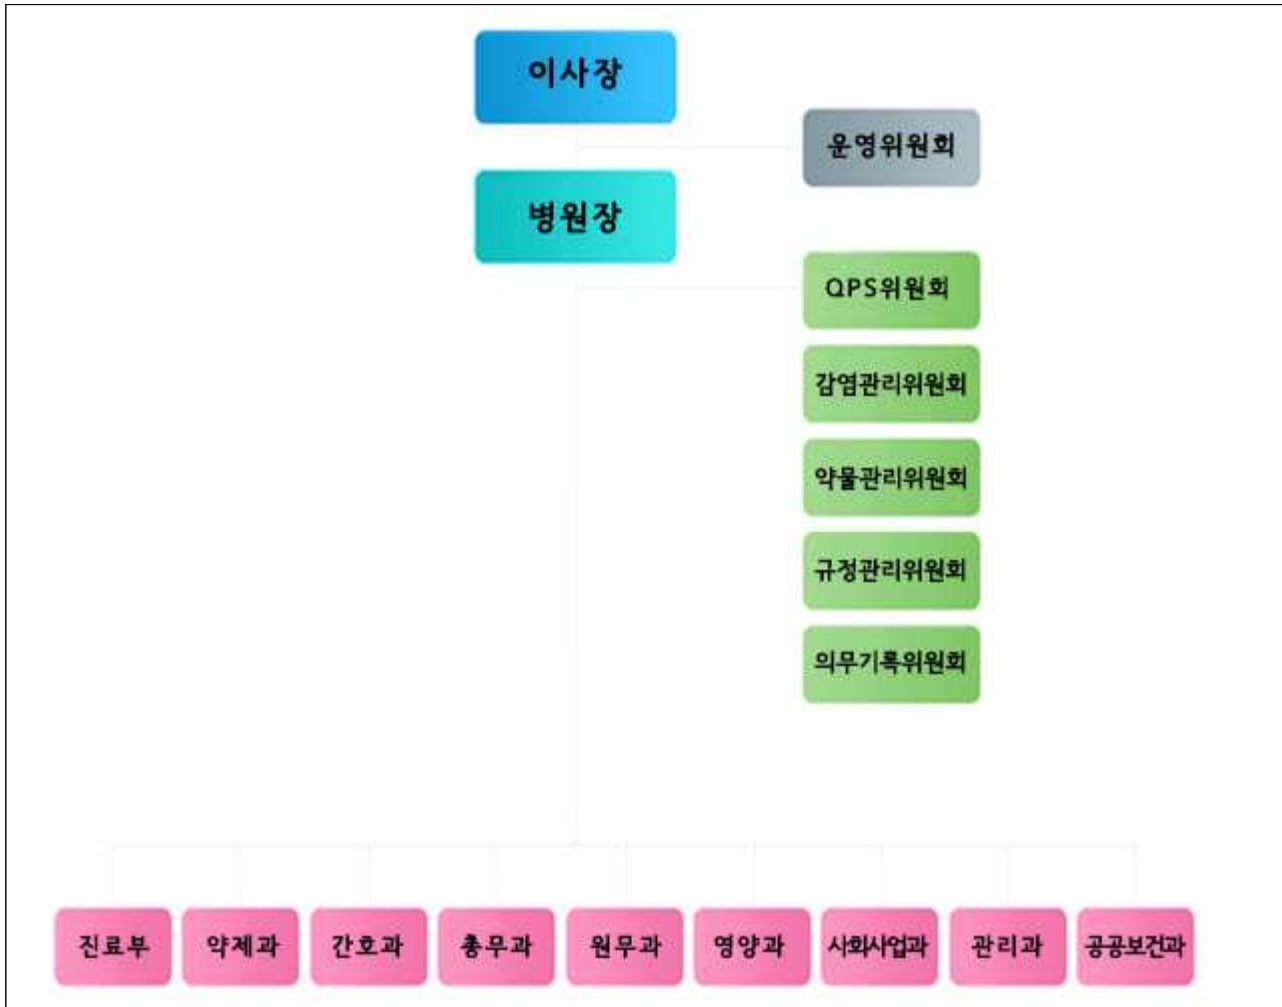 이사장
운영위원회
병원장
QPS위원회
감염관리위원회
약물관리위원회
규정관리위원회
의무기록위원회
진료부
약제과
간호과
총무과
원무과
영양과
사회사업과
관리과
공공보건과